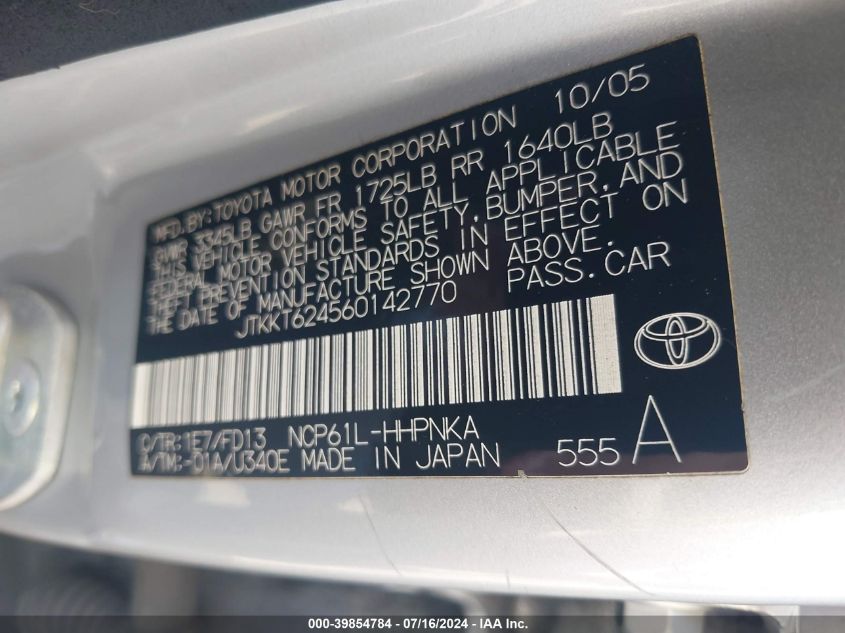 MFD.BY:TOYOTA MOTOR CORPORATION 10/05
GVWR 3345LB GAWR FR 1725LB RR 1640LB
THIS VEHICLE CONFORMS TO ALL APPLICABLE
FEDERAL MOTOR VEHICLE SAFETY,BUMPER,AND
THEFT PREVENTION STANDARDS IN EFFECT ON
THE DATE OF MANUFACTURE SHOWN ABOVE.
JTKKT624560142770 PASS.CAR
C/TR:1E7/FD13 NCP61L-HHPNKA
A/TM:-01A/U340E MADE IN JAPAN 555 A
000-39854784 - 07/16/2024 - IAA Inc.